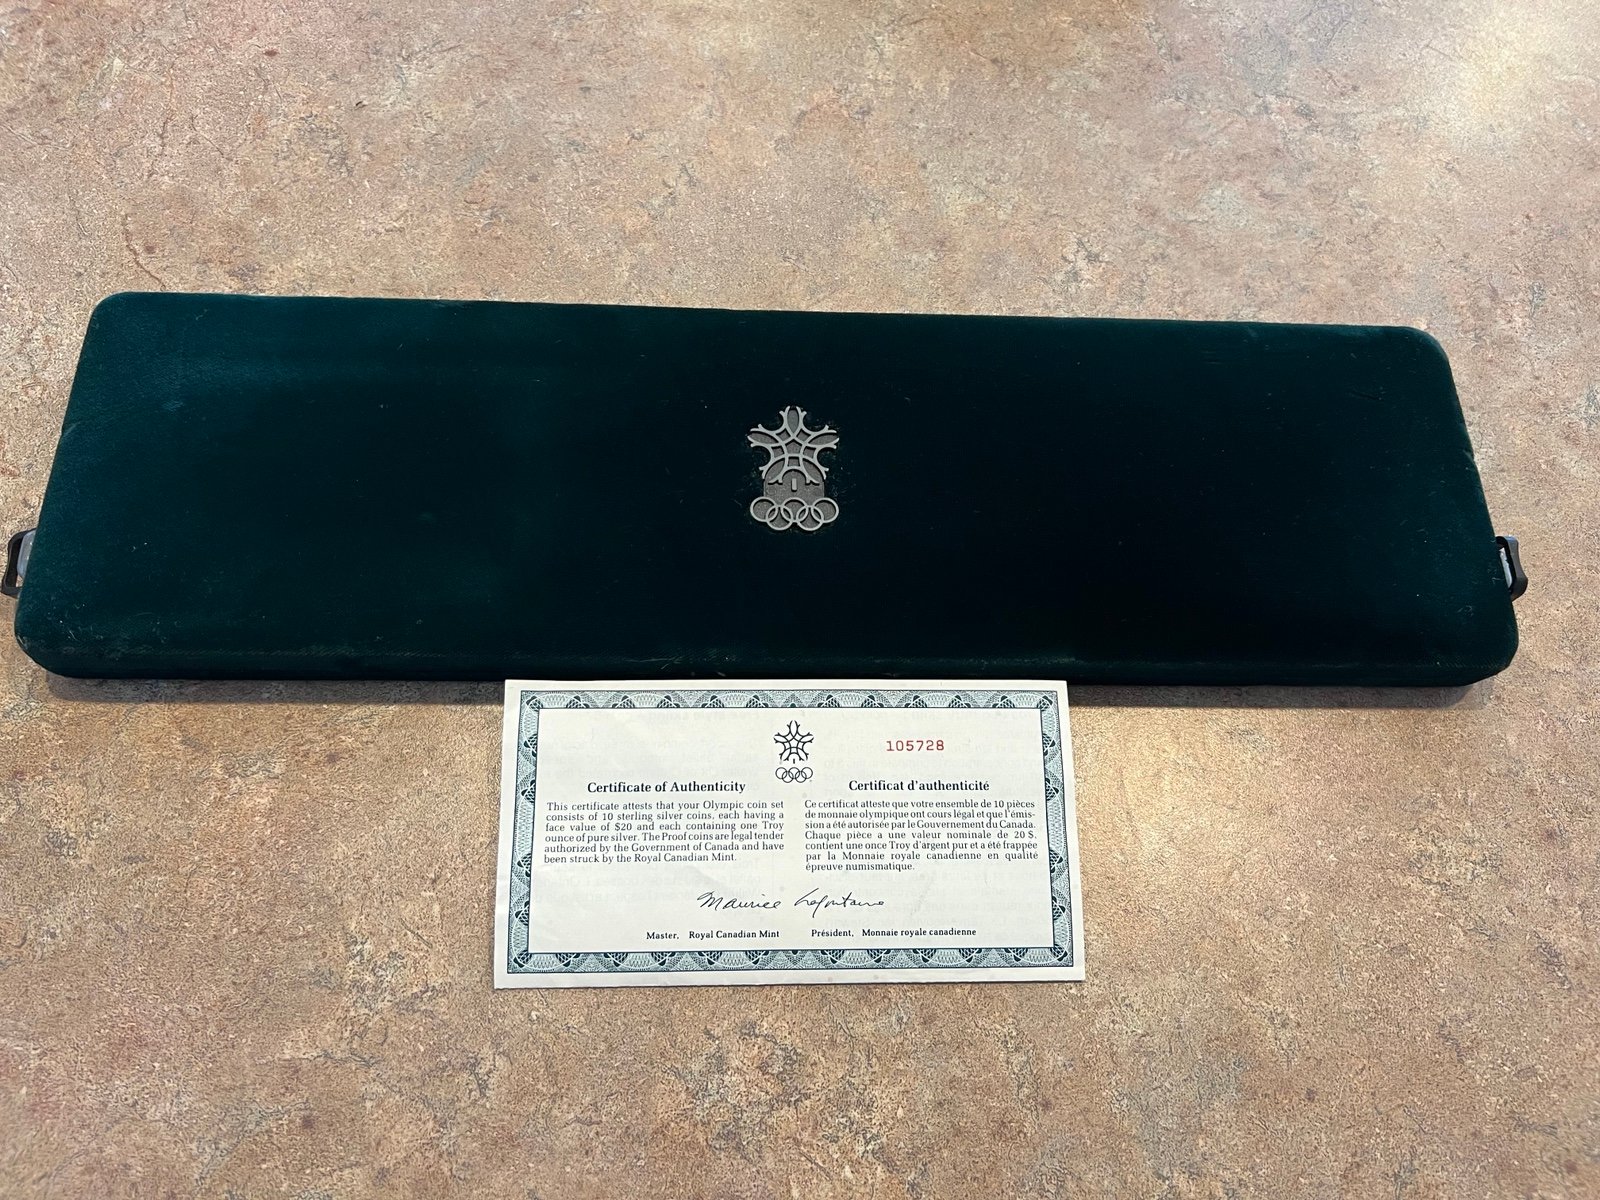 105728
Certificate of Authenticity
This certificate attests that your Olympic coin set
consists of 10 sterling silver coins, each having a
face value of $20 and each containing one Troy
ounce of pure silver. The Proof coins are legal tender
authorized by the Government of Canada and have
been struck by the Royal Canadian Mint.
Certificat d'authenticité
Ce certificat atteste que votre ensemble de 10 pièces
de monnaie olympique ont cours légal et que l'émis-
sion a été autorisée par le Gouvernement du Canada.
Chaque pièce a une valeur nominale de 20 $,
contient une once Troy d'argent pur et a été frappée
par la Monnaie royale canadienne en qualité
épreuve numismatique.
Maurice Lafontaine
Master, Royal Canadian Mint
Président, Monnaie royale canadienne